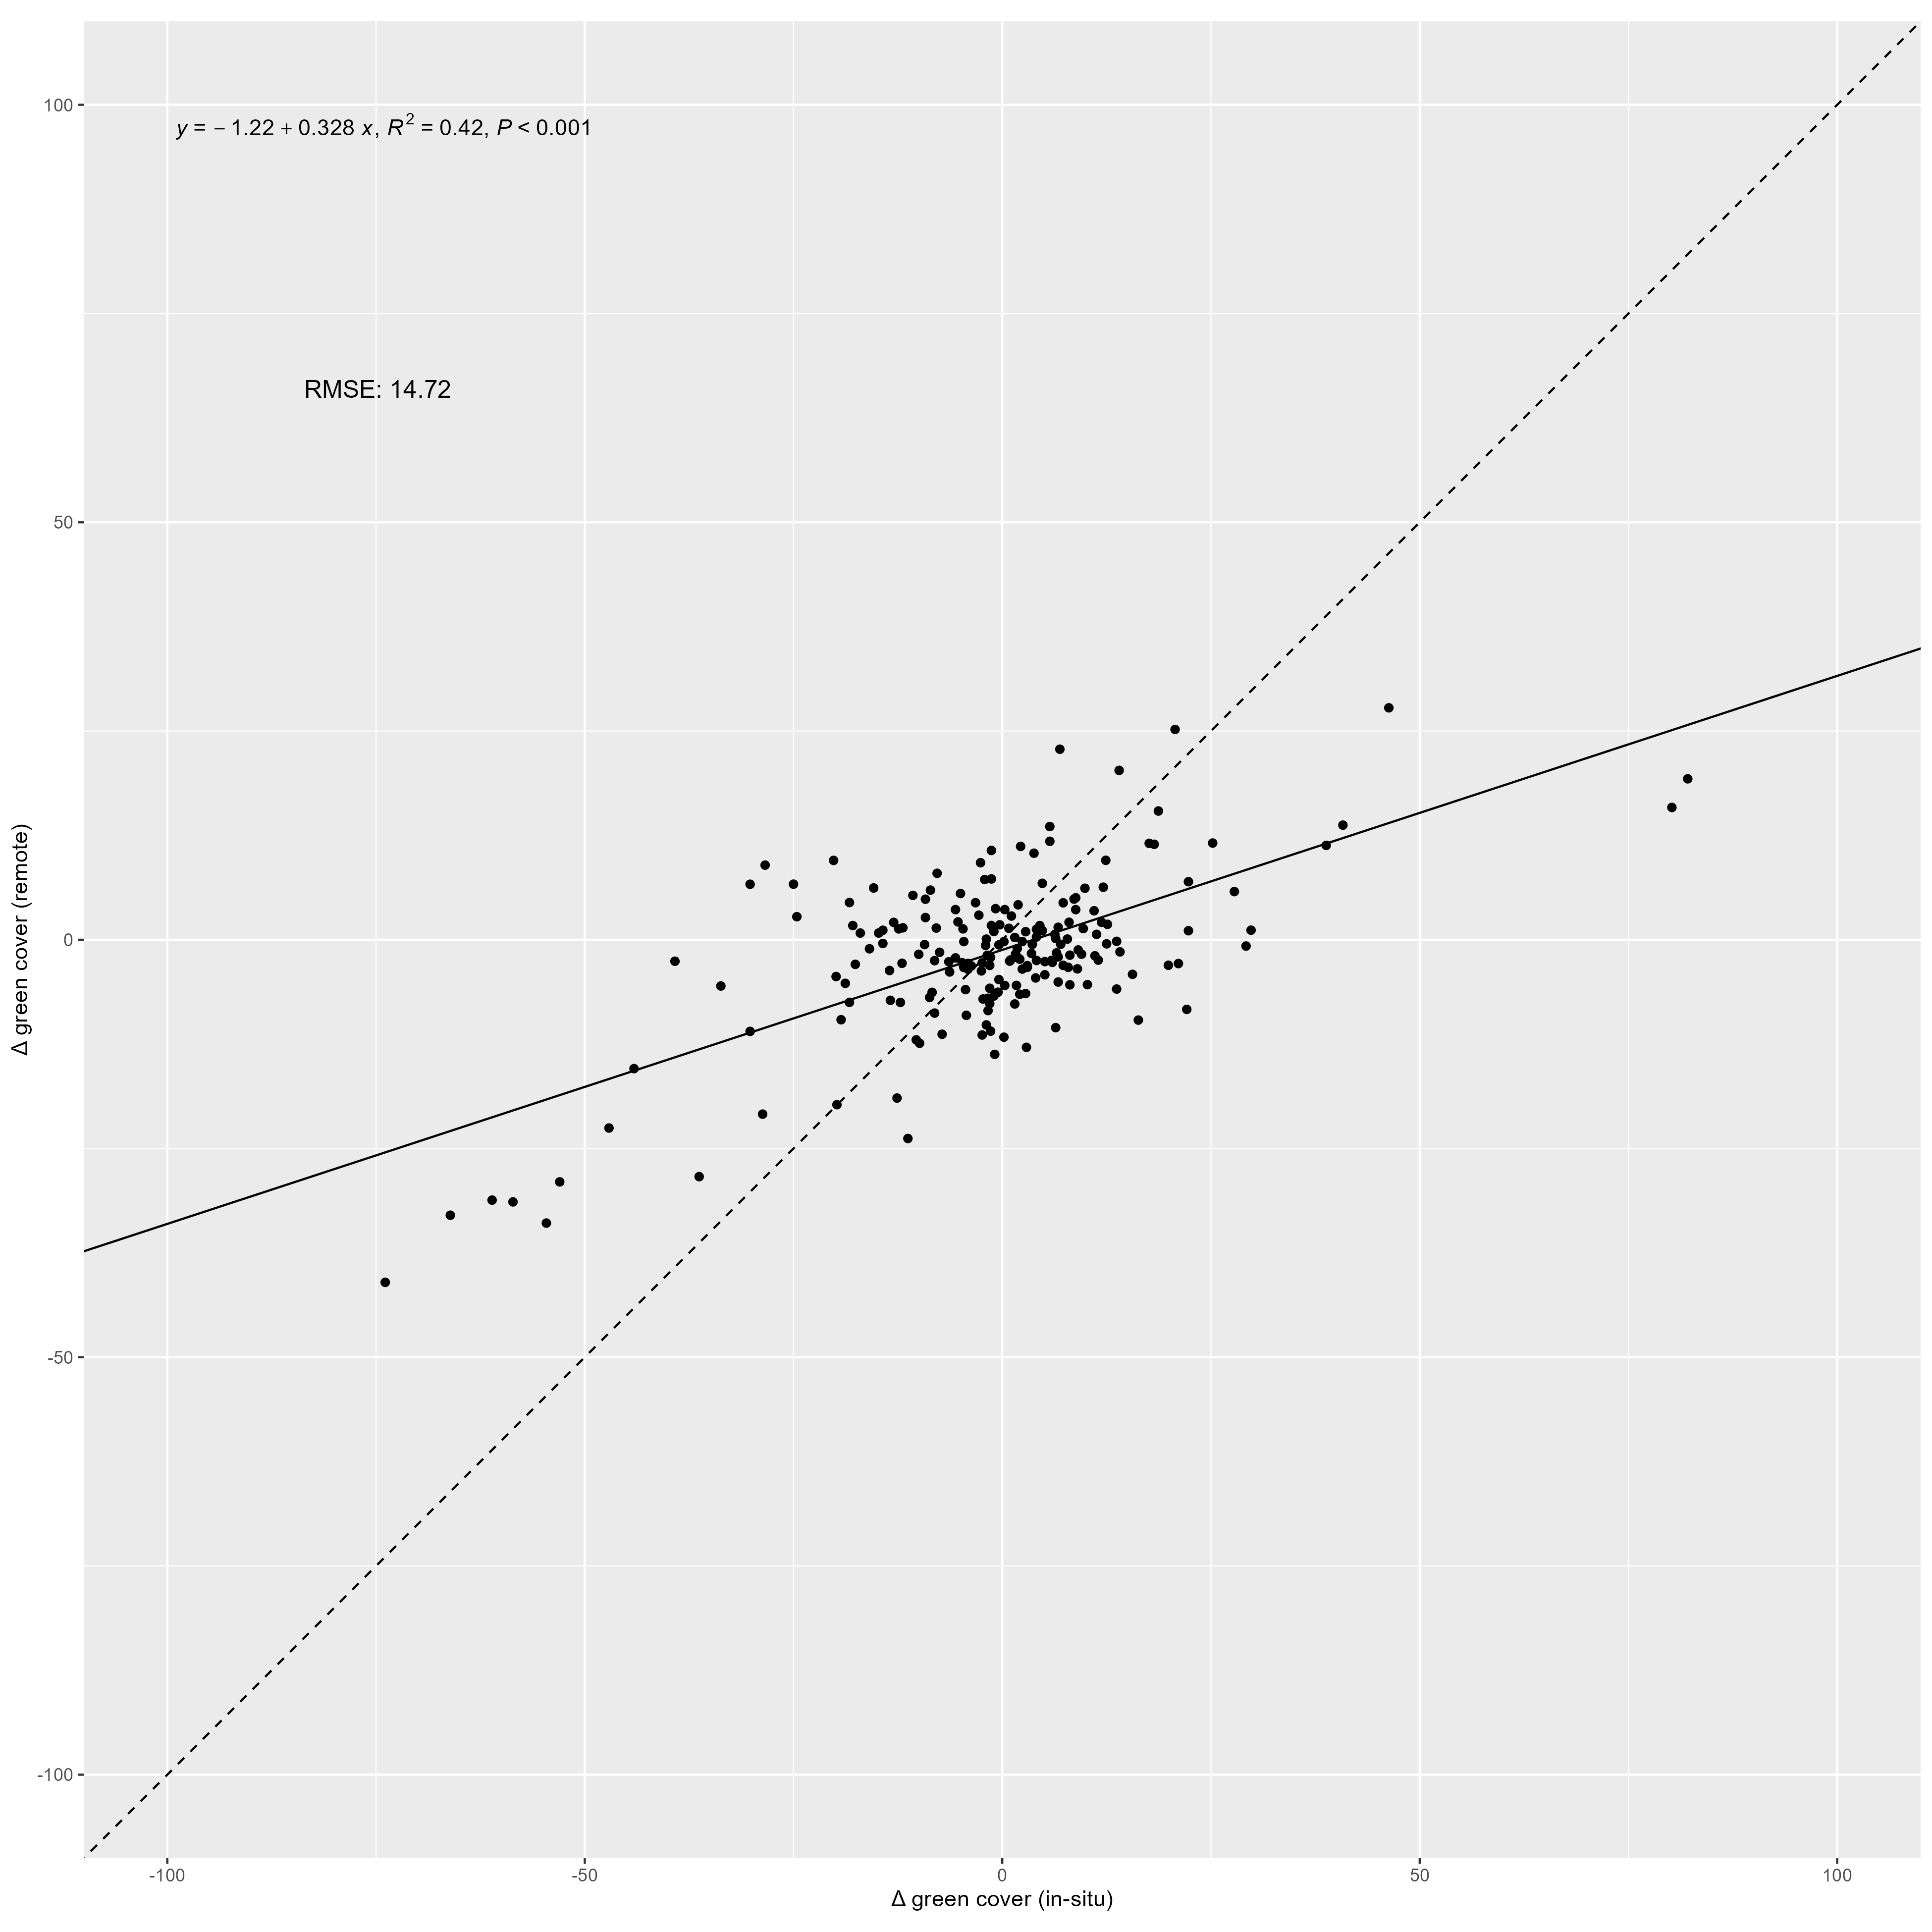 100
y = − 1.22 + 0.328 x, R² = 0.42, P < 0.001
RMSE: 14.72
50
Δ green cover (remote)
0
-50
-100
-100 -50 0 50 100
Δ green cover (in-situ)